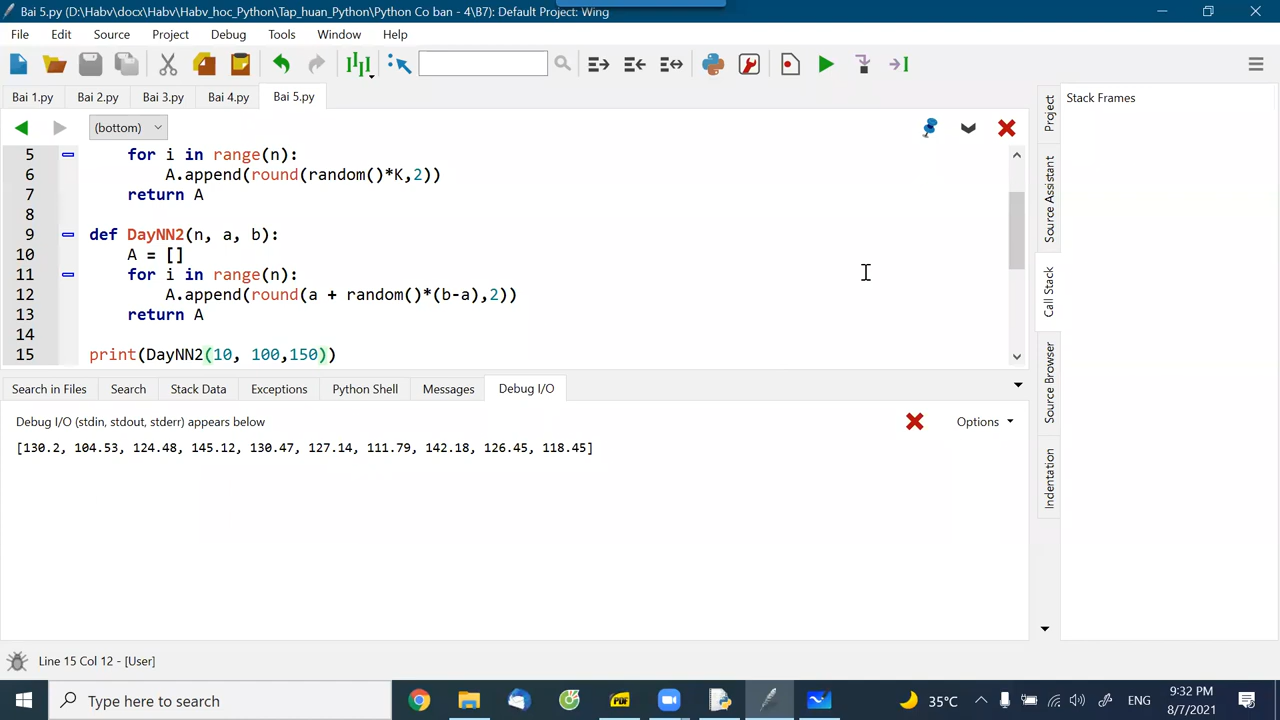 Bai 5.py (D:\Habv\docx\Habv\Habv_hoc_Python\Tap_huan_Python\Python Co ban - 4\B7): Default Project: Wing
File Edit Source Project Debug Tools Window Help
Bai 1.py Bai 2.py Bai 3.py Bai 4.py Bai 5.py
(bottom)
5 for i in range(n):
6 A.append(round(random()*K,2))
7 return A
8
9 def DayNN2(n, a, b):
10 A = []
11 for i in range(n):
12 A.append(round(a + random()*(b-a),2))
13 return A
14
15 print(DayNN2(10, 100,150))
Search in Files Search Stack Data Exceptions Python Shell Messages Debug I/O
Debug I/O (stdin, stdout, stderr) appears below
Options
[130.2, 104.53, 124.48, 145.12, 130.47, 127.14, 111.79, 142.18, 126.45, 118.45]
Project
Source Assistant
Call Stack
Source Browser
Indentation
Stack Frames
Line 15 Col 12 - [User]
Type here to search
PDF
35°C
ENG
9:32 PM
8/7/2021